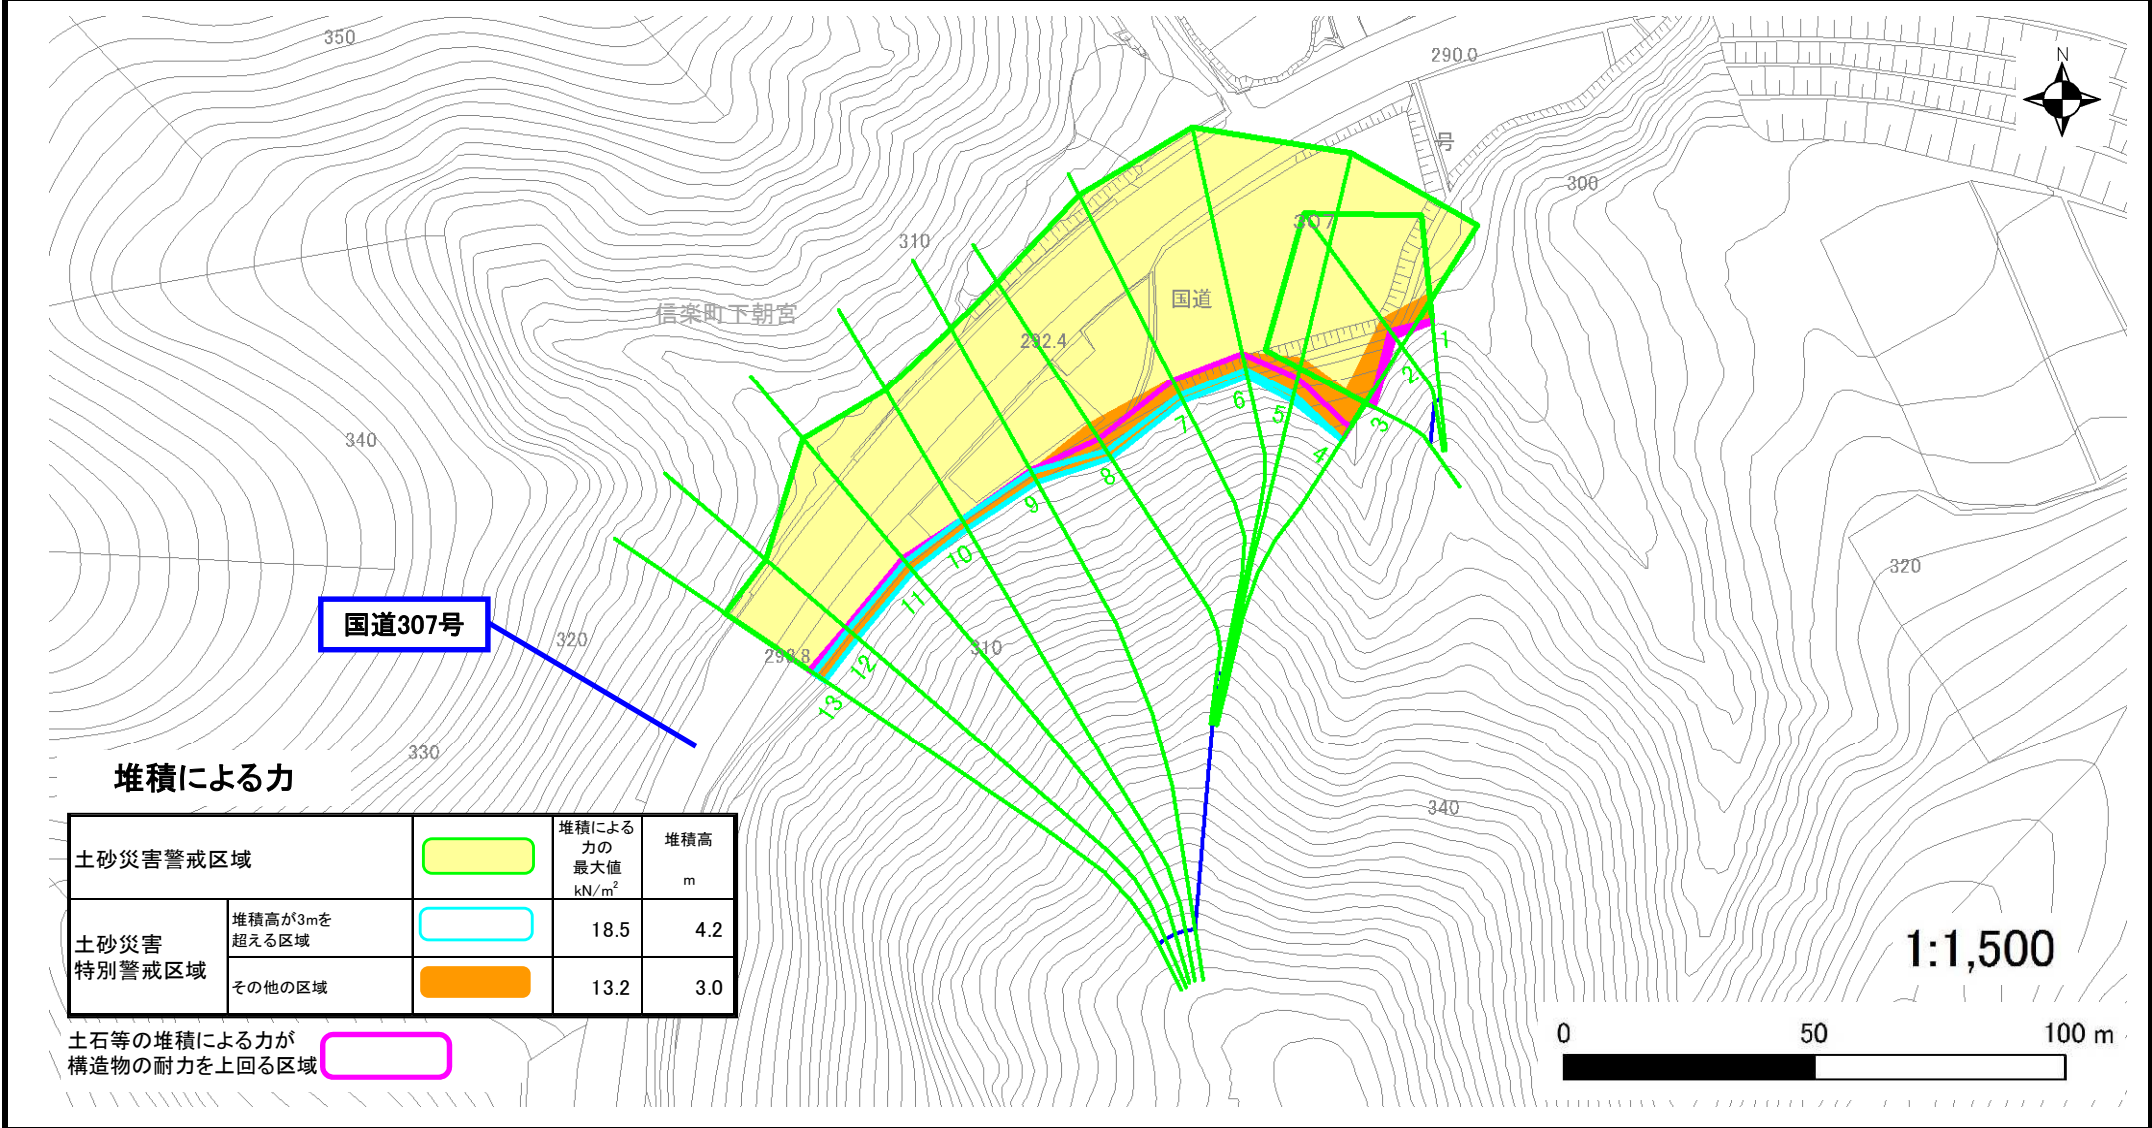 350
290.0
N
号
300
307
310
国道
信楽町下朝宮
292.4
1
2
3
4
5
6
7
8
9
10
11
12
13
340
320
国道307号
320
310
293.8
330
340
堆積による力
土砂災害警戒区域
堆積による
力の
最大値
kN/m²
堆積高
m
土砂災害
特別警戒区域
堆積高が3mを
超える区域
18.5
4.2
その他の区域
13.2
3.0
土石等の堆積による力が
構造物の耐力を上回る区域
1:1,500
0
50
100 m